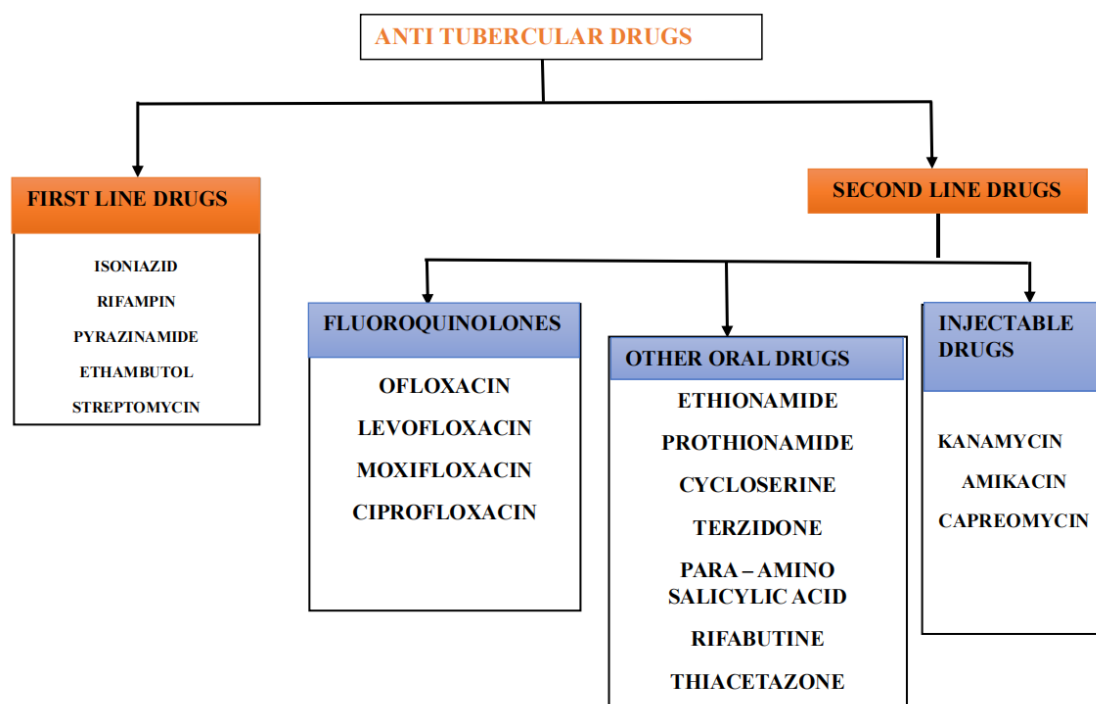 ANTI TUBERCULAR DRUGS
FIRST LINE DRUGS
ISONIAZID
RIFAMPIN
PYRAZINAMIDE
ETHAMBUTOL
STREPTOMYCIN
SECOND LINE DRUGS
FLUOROQUINOLONES
OFLOXACIN
LEVOFLOXACIN
MOXIFLOXACIN
CIPROFLOXACIN
OTHER ORAL DRUGS
ETHIONAMIDE
PROTHIONAMIDE
CYCLOSERINE
TERZIDONE
PARA – AMINO
SALICYLIC ACID
RIFABUTINE
THIACETAZONE
INJECTABLE
DRUGS
KANAMYCIN
AMIKACIN
CAPREOMYCIN